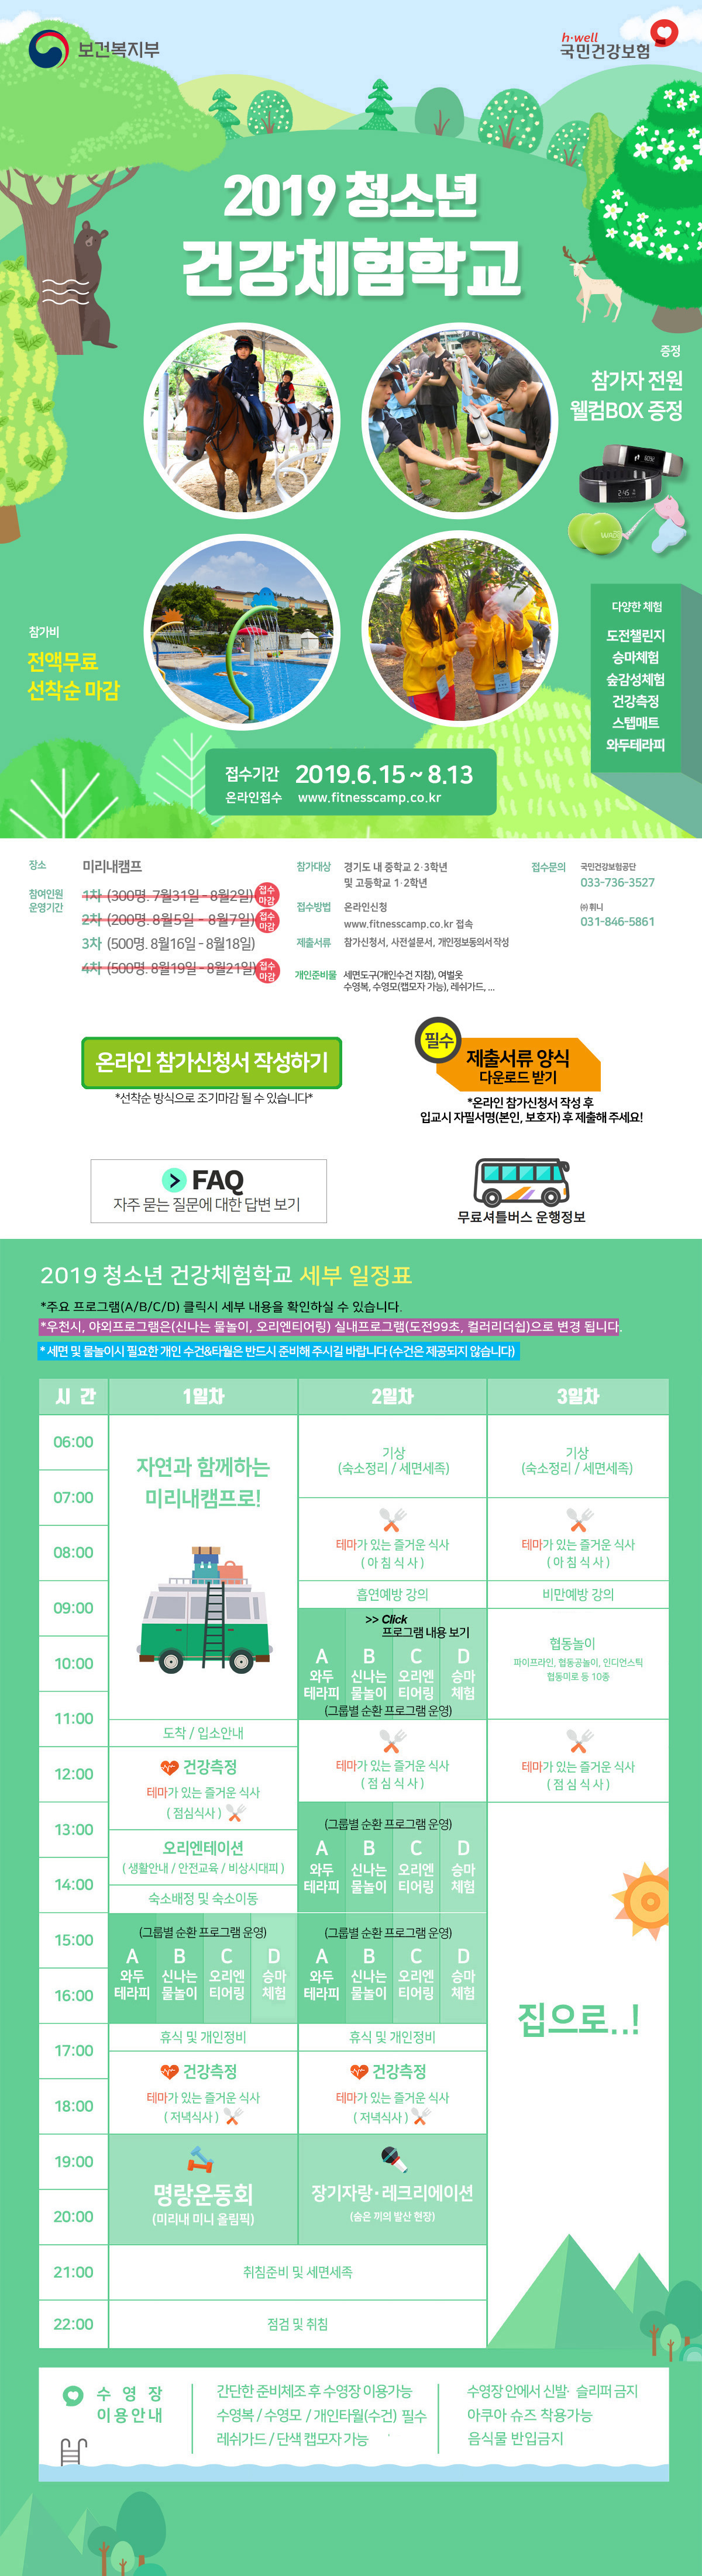 보건복지부
h·well
국민건강보험
2019 청소년
건강체험학교
증정
참가자 전원
웰컴BOX 증정
참가비
전액무료
선착순 마감
다양한 체험
도전챌린지
승마체험
숲감성체험
건강측정
스텝매트
와두테라피
접수기간 2019.6.15 ~ 8.13
온라인접수 www.fitnesscamp.co.kr
장소 미리내캠프
참여인원
운영기간
1차 (300명. 7월31일 - 8월2일) 접수마감
2차 (200명. 8월5일 - 8월7일) 접수마감
3차 (500명. 8월16일 - 8월18일)
4차 (500명. 8월19일 - 8월21일) 접수마감
참가대상 경기도 내 중학교 2·3학년
및 고등학교 1·2학년
접수방법 온라인신청
www.fitnesscamp.co.kr 접속
제출서류 참가신청서, 사전설문서, 개인정보동의서 작성
개인준비물 세면도구(개인수건 지참), 여벌옷
수영복, 수영모(캡모자 가능), 레쉬가드, ...
접수문의 국민건강보험공단
033-736-3527
㈜ 휘니
031-846-5861
온라인 참가신청서 작성하기
*선착순 방식으로 조기마감 될 수 있습니다*
필수
제출서류 양식
다운로드 받기
*온라인 참가신청서 작성 후
입교시 자필서명(본인, 보호자) 후 제출해 주세요!
FAQ
자주 묻는 질문에 대한 답변 보기
무료셔틀버스 운행정보
2019 청소년 건강체험학교 세부 일정표
*주요 프로그램(A/B/C/D) 클릭시 세부 내용을 확인하실 수 있습니다.
*우천시, 야외프로그램은(신나는 물놀이, 오리엔티어링) 실내프로그램(도전99초, 컬러리더쉽)으로 변경 됩니다.
* 세면 및 물놀이시 필요한 개인 수건&타월은 반드시 준비해 주시길 바랍니다 (수건은 제공되지 않습니다)
시 간 1일차 2일차 3일차
06:00
07:00
08:00
09:00
10:00
11:00
12:00
13:00
14:00
15:00
16:00
17:00
18:00
19:00
20:00
21:00
22:00
자연과 함께하는
미리내캠프로!
도착 / 입소안내
건강측정
테마가 있는 즐거운 식사
( 점심식사 )
오리엔테이션
( 생활안내 / 안전교육 / 비상시대피 )
숙소배정 및 숙소이동
(그룹별 순환 프로그램 운영)
A B C D
와두 신나는 오리엔 승마
테라피 물놀이 티어링 체험
휴식 및 개인정비
건강측정
테마가 있는 즐거운 식사
( 저녁식사 )
명랑운동회
(미리내 미니 올림픽)
기상
(숙소정리 / 세면세족)
테마가 있는 즐거운 식사
( 아 침 식 사 )
흡연예방 강의
>> Click
프로그램 내용 보기
A B C D
와두 신나는 오리엔 승마
테라피 물놀이 티어링 체험
(그룹별 순환 프로그램 운영)
테마가 있는 즐거운 식사
( 점 심 식 사 )
(그룹별 순환 프로그램 운영)
A B C D
와두 신나는 오리엔 승마
테라피 물놀이 티어링 체험
(그룹별 순환 프로그램 운영)
A B C D
와두 신나는 오리엔 승마
테라피 물놀이 티어링 체험
휴식 및 개인정비
건강측정
테마가 있는 즐거운 식사
( 저녁식사 )
장기자랑·레크리에이션
(숨은 끼의 발산 현장)
취침준비 및 세면세족
점검 및 취침
기상
(숙소정리 / 세면세족)
테마가 있는 즐거운 식사
( 아 침 식 사 )
비만예방 강의
협동놀이
파이프라인, 협동공놀이, 인디언스틱
협동미로 등 10종
테마가 있는 즐거운 식사
( 점 심 식 사 )
집으로..!
수 영 장
이 용 안 내
간단한 준비체조 후 수영장 이용가능
수영복 / 수영모 / 개인타월(수건) 필수
레쉬가드 / 단색 캡모자 가능
수영장 안에서 신발· 슬리퍼 금지
아쿠아 슈즈 착용가능
음식물 반입금지